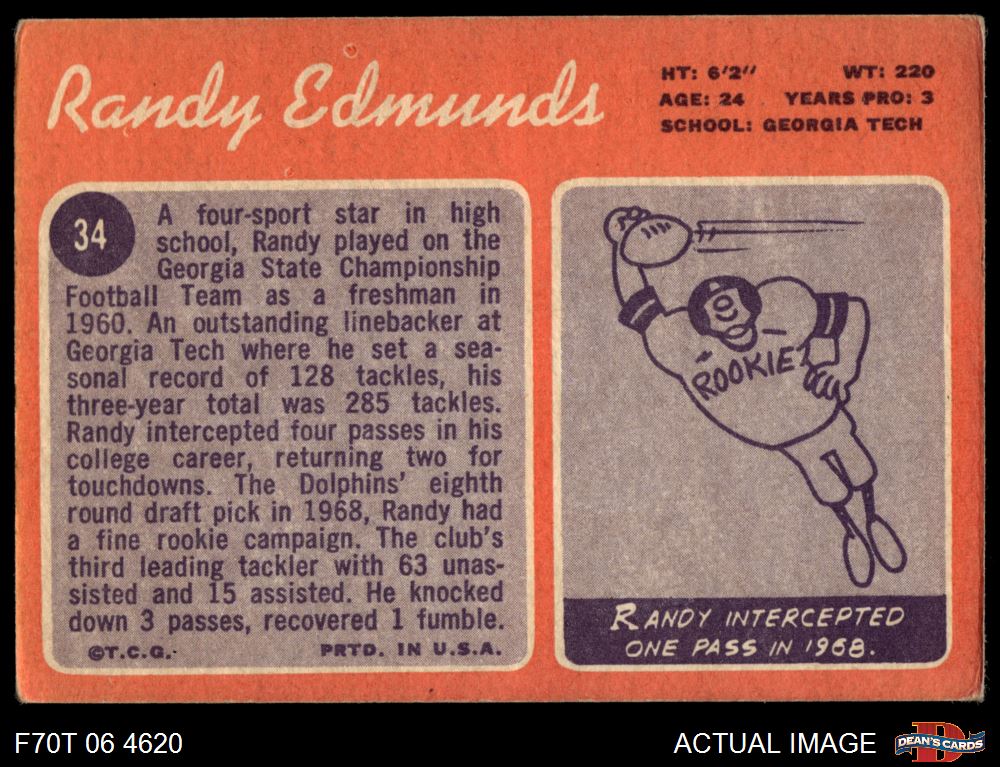 Randy Edmunds
HT: 6'2" WT: 220
AGE: 24 YEARS PRO: 3
SCHOOL: GEORGIA TECH
34
A four-sport star in high
school, Randy played on the
Georgia State Championship
Football Team as a freshman in
1960. An outstanding linebacker at
Georgia Tech where he set a sea-
sonal record of 128 tackles, his
three-year total was 285 tackles.
Randy intercepted four passes in his
college career, returning two for
touchdowns. The Dolphins' eighth
round draft pick in 1968, Randy had
a fine rookie campaign. The club's
third leading tackler with 63 unas-
sisted and 15 assisted. He knocked
down 3 passes, recovered 1 fumble.
©T.C.G. PRTD. IN U.S.A.
"ROOKIE"
RANDY INTERCEPTED
ONE PASS IN 1968.
F70T 06 4620
ACTUAL IMAGE
D
DEAN'S CARDS